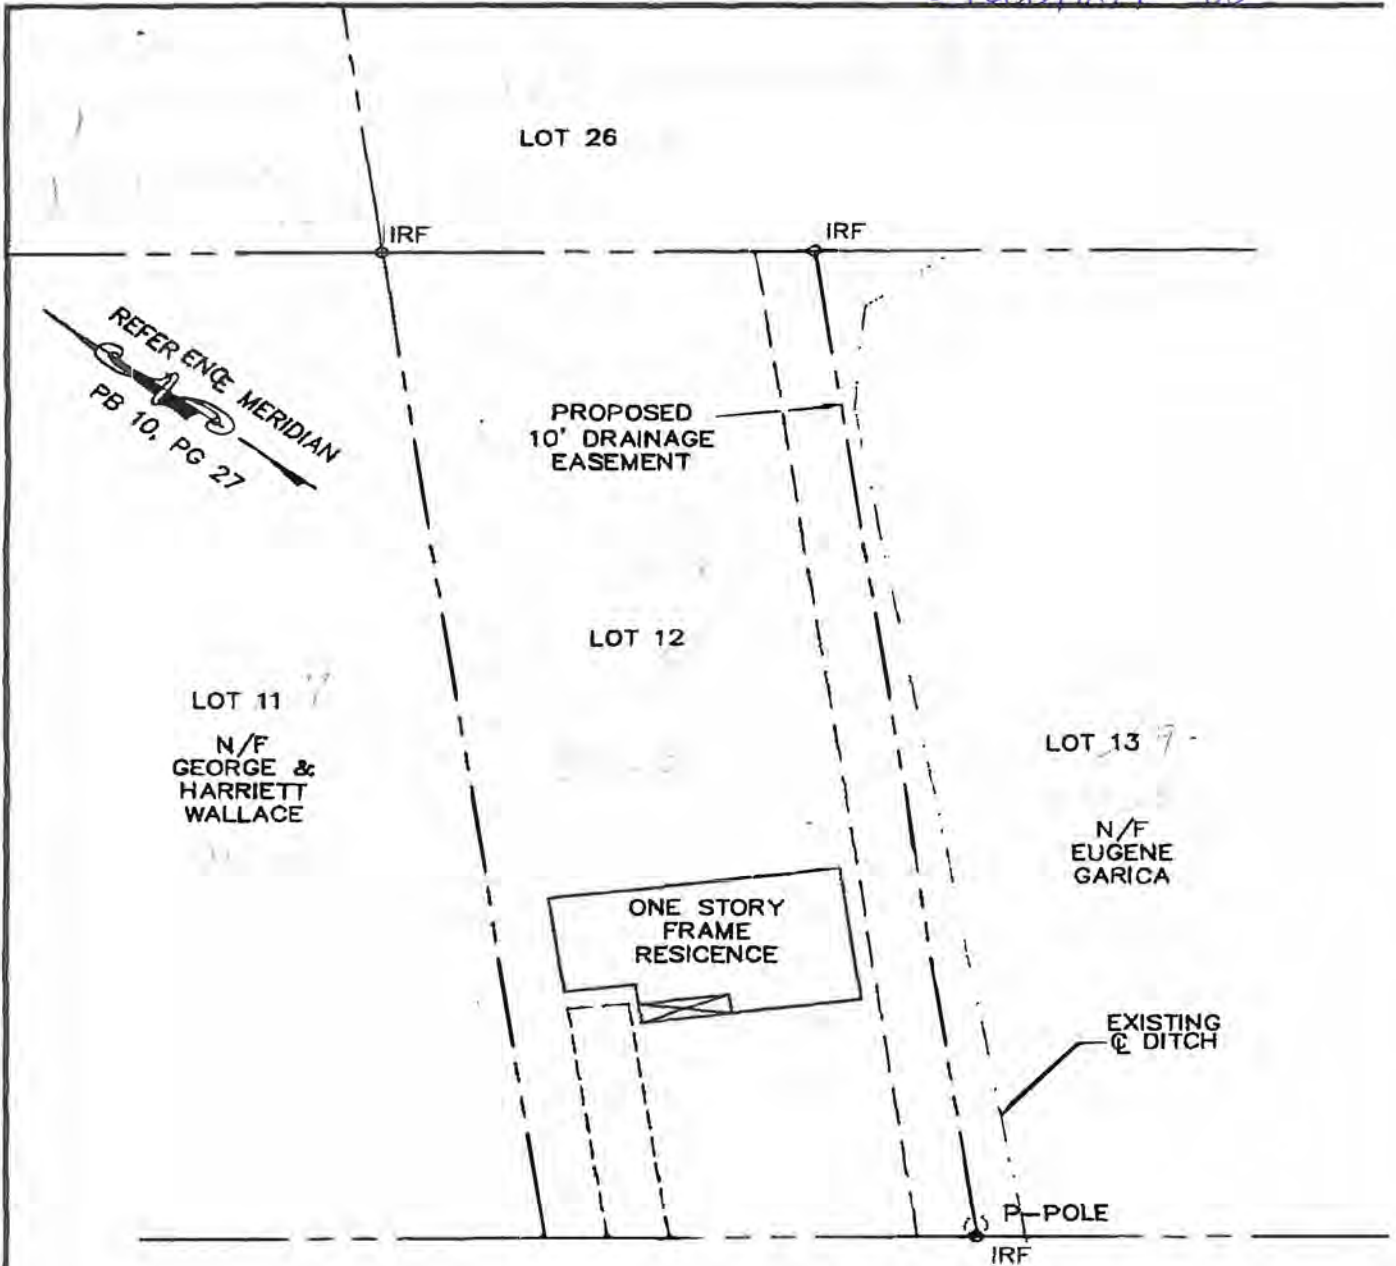 LOT 26
IRF
IRF
REFERENCE MERIDIAN
PB 10, PG 27
PROPOSED
10' DRAINAGE
EASEMENT
LOT 12
LOT 11
N/F
GEORGE &
HARRIETT
WALLACE
LOT 13
N/F
EUGENE
GARICA
ONE STORY
FRAME
RESICENCE
EXISTING
℄ DITCH
P-POLE
IRF